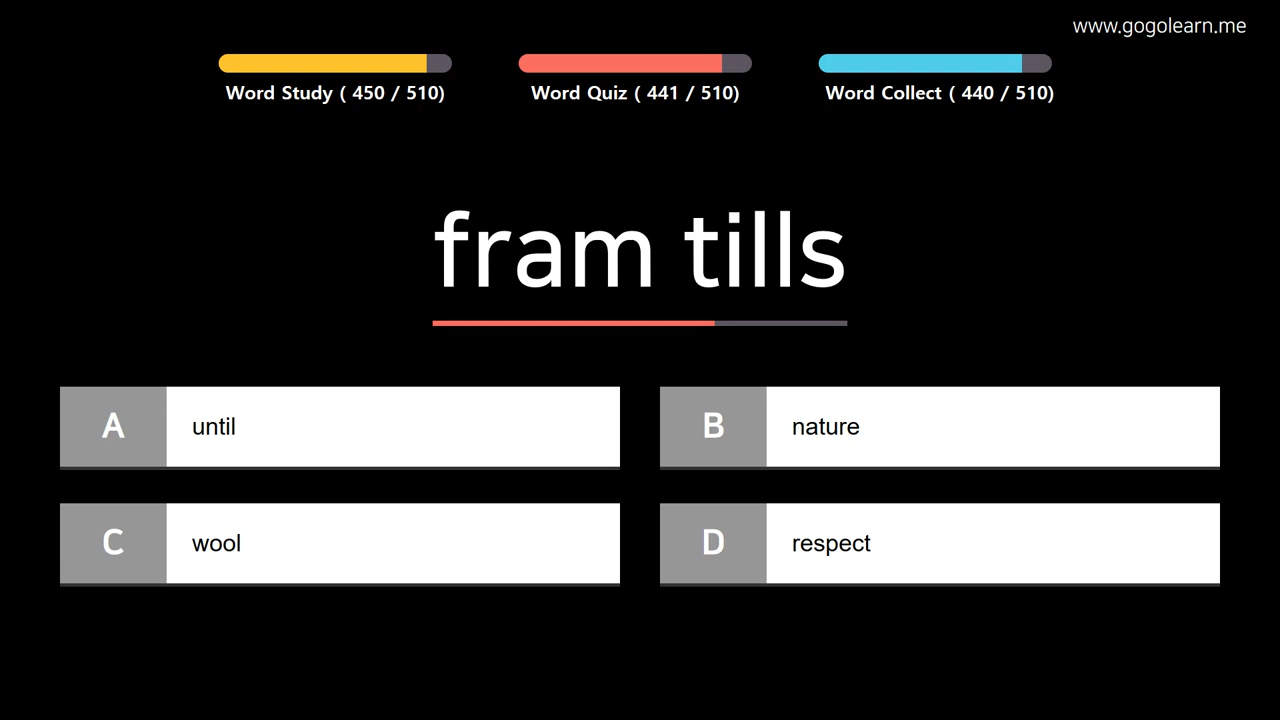 www.gogolearn.me
Word Study ( 450 / 510)
Word Quiz ( 441 / 510)
Word Collect ( 440 / 510)
fram tills
A until
B nature
C wool
D respect